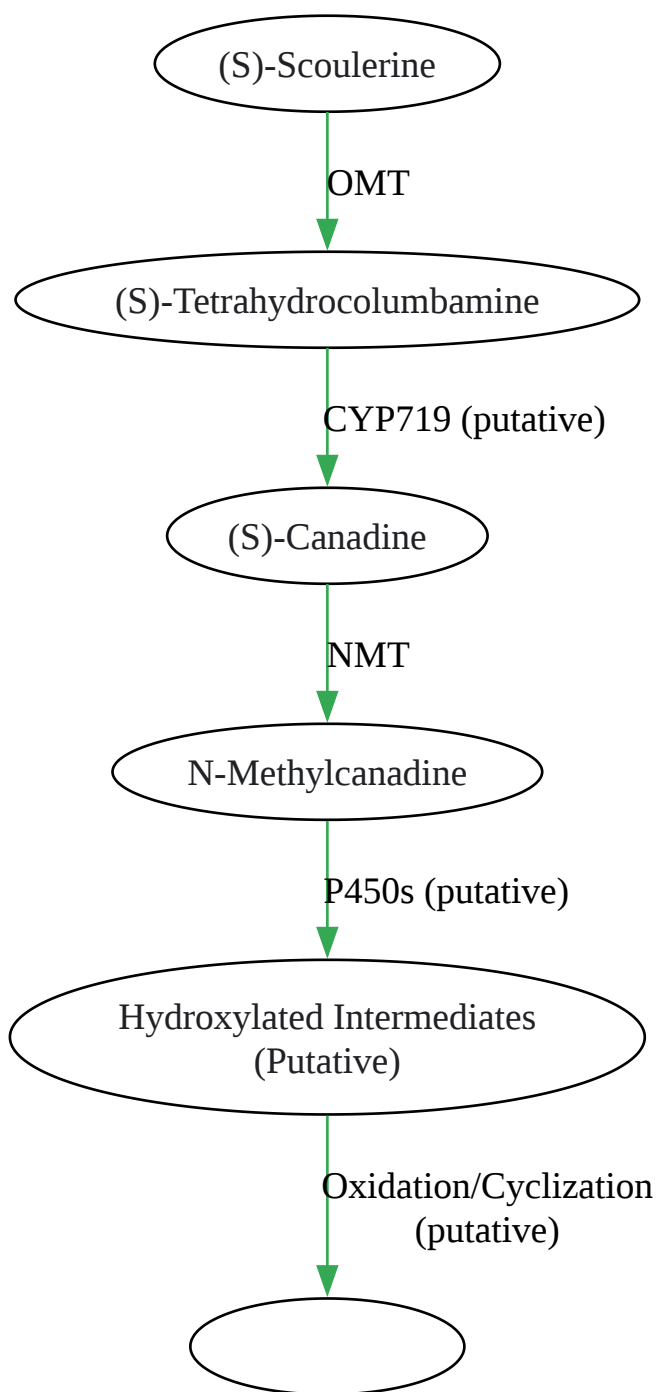 (S)-Scoulerine
OMT
(S)-Tetrahydrocolumbamine
CYP719 (putative)
(S)-Canadine
NMT
N-Methylcanadine
P450s (putative)
Hydroxylated Intermediates
(Putative)
Oxidation/Cyclization
(putative)